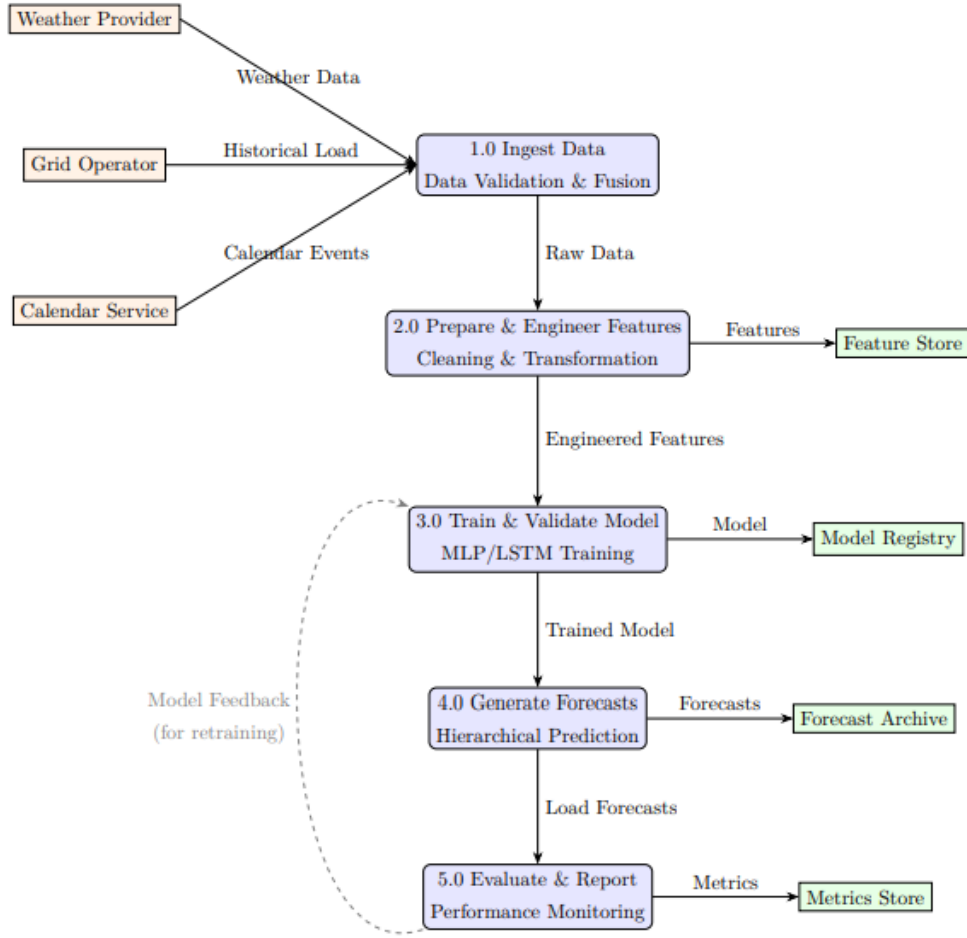 Weather Provider
Weather Data
Historical Load
Grid Operator
1.0 Ingest Data
Data Validation & Fusion
Calendar Events
Raw Data
Calendar Service
2.0 Prepare & Engineer Features
Cleaning & Transformation
Features
Feature Store
Engineered Features
3.0 Train & Validate Model
MLP/LSTM Training
Model
Model Registry
Trained Model
Model Feedback
(for retraining)
4.0 Generate Forecasts
Hierarchical Prediction
Forecasts
Forecast Archive
Load Forecasts
5.0 Evaluate & Report
Performance Monitoring
Metrics
Metrics Store